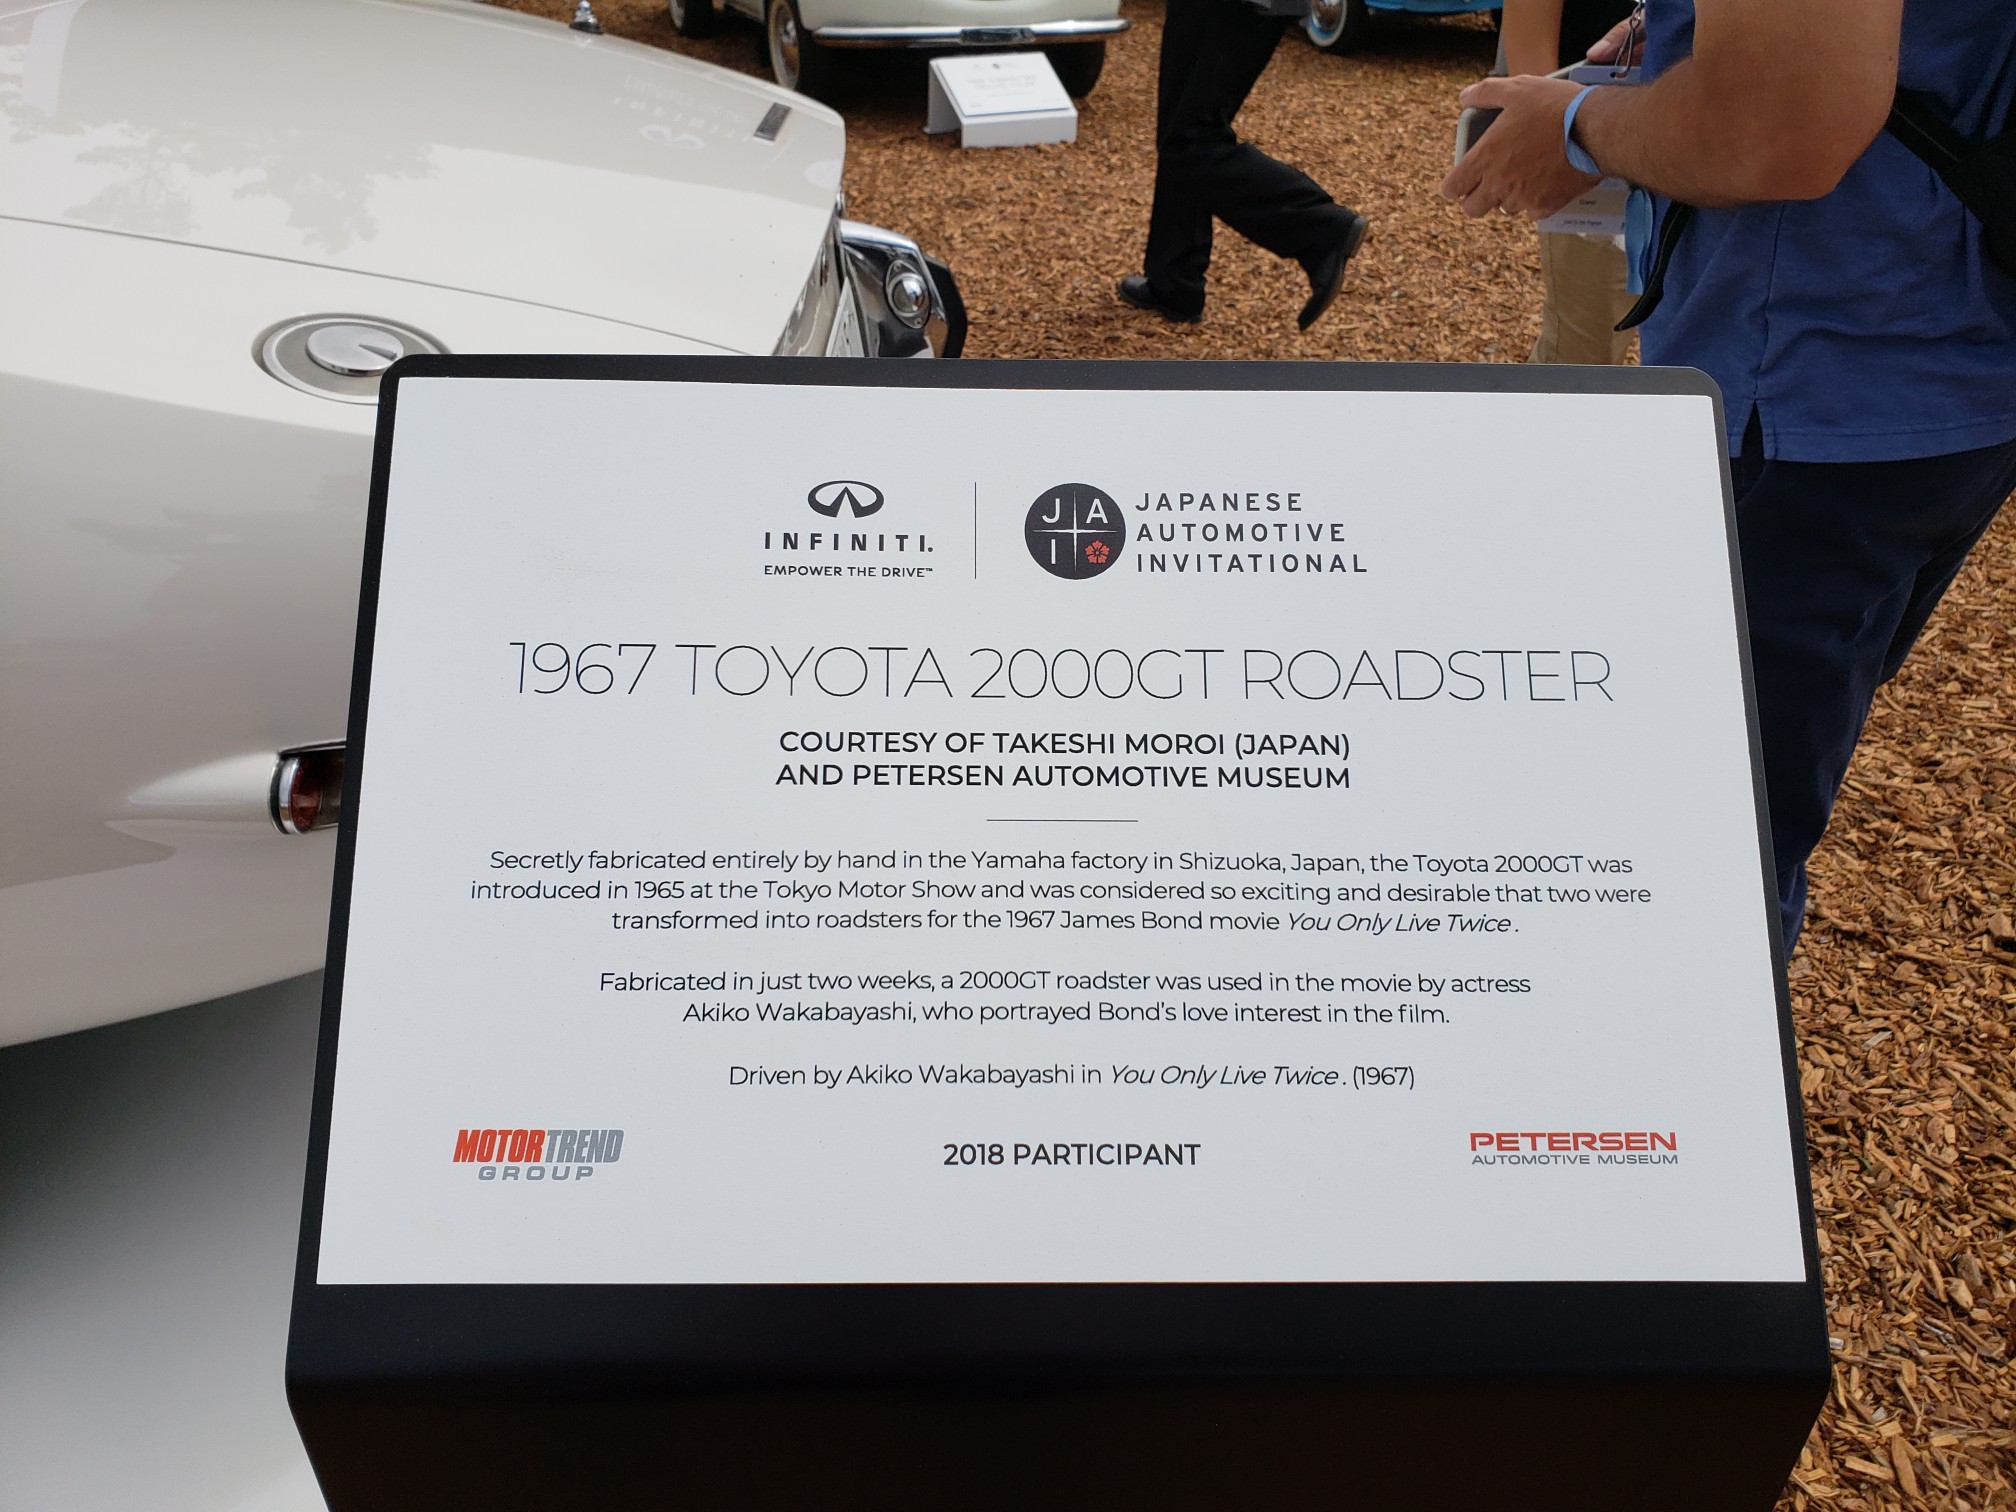 INFINITI.
EMPOWER THE DRIVE™
J A
I
JAPANESE
AUTOMOTIVE
INVITATIONAL
1967 TOYOTA 2000GT ROADSTER
COURTESY OF TAKESHI MOROI (JAPAN)
AND PETERSEN AUTOMOTIVE MUSEUM
Secretly fabricated entirely by hand in the Yamaha factory in Shizuoka, Japan, the Toyota 2000GT was
introduced in 1965 at the Tokyo Motor Show and was considered so exciting and desirable that two were
transformed into roadsters for the 1967 James Bond movie You Only Live Twice .
Fabricated in just two weeks, a 2000GT roadster was used in the movie by actress
Akiko Wakabayashi, who portrayed Bond's love interest in the film.
Driven by Akiko Wakabayashi in You Only Live Twice . (1967)
MOTORTREND
GROUP
2018 PARTICIPANT
PETERSEN
AUTOMOTIVE MUSEUM